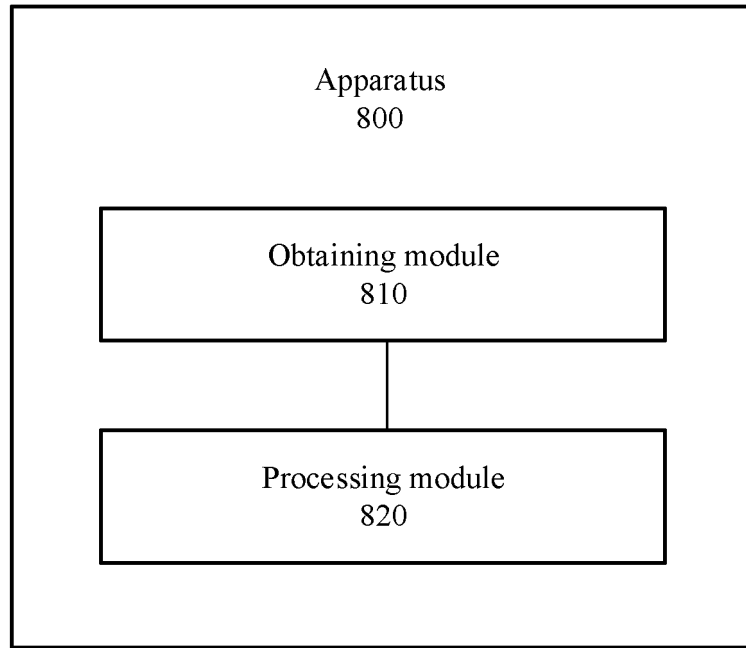 Apparatus
800
Obtaining module
810
Processing module
820